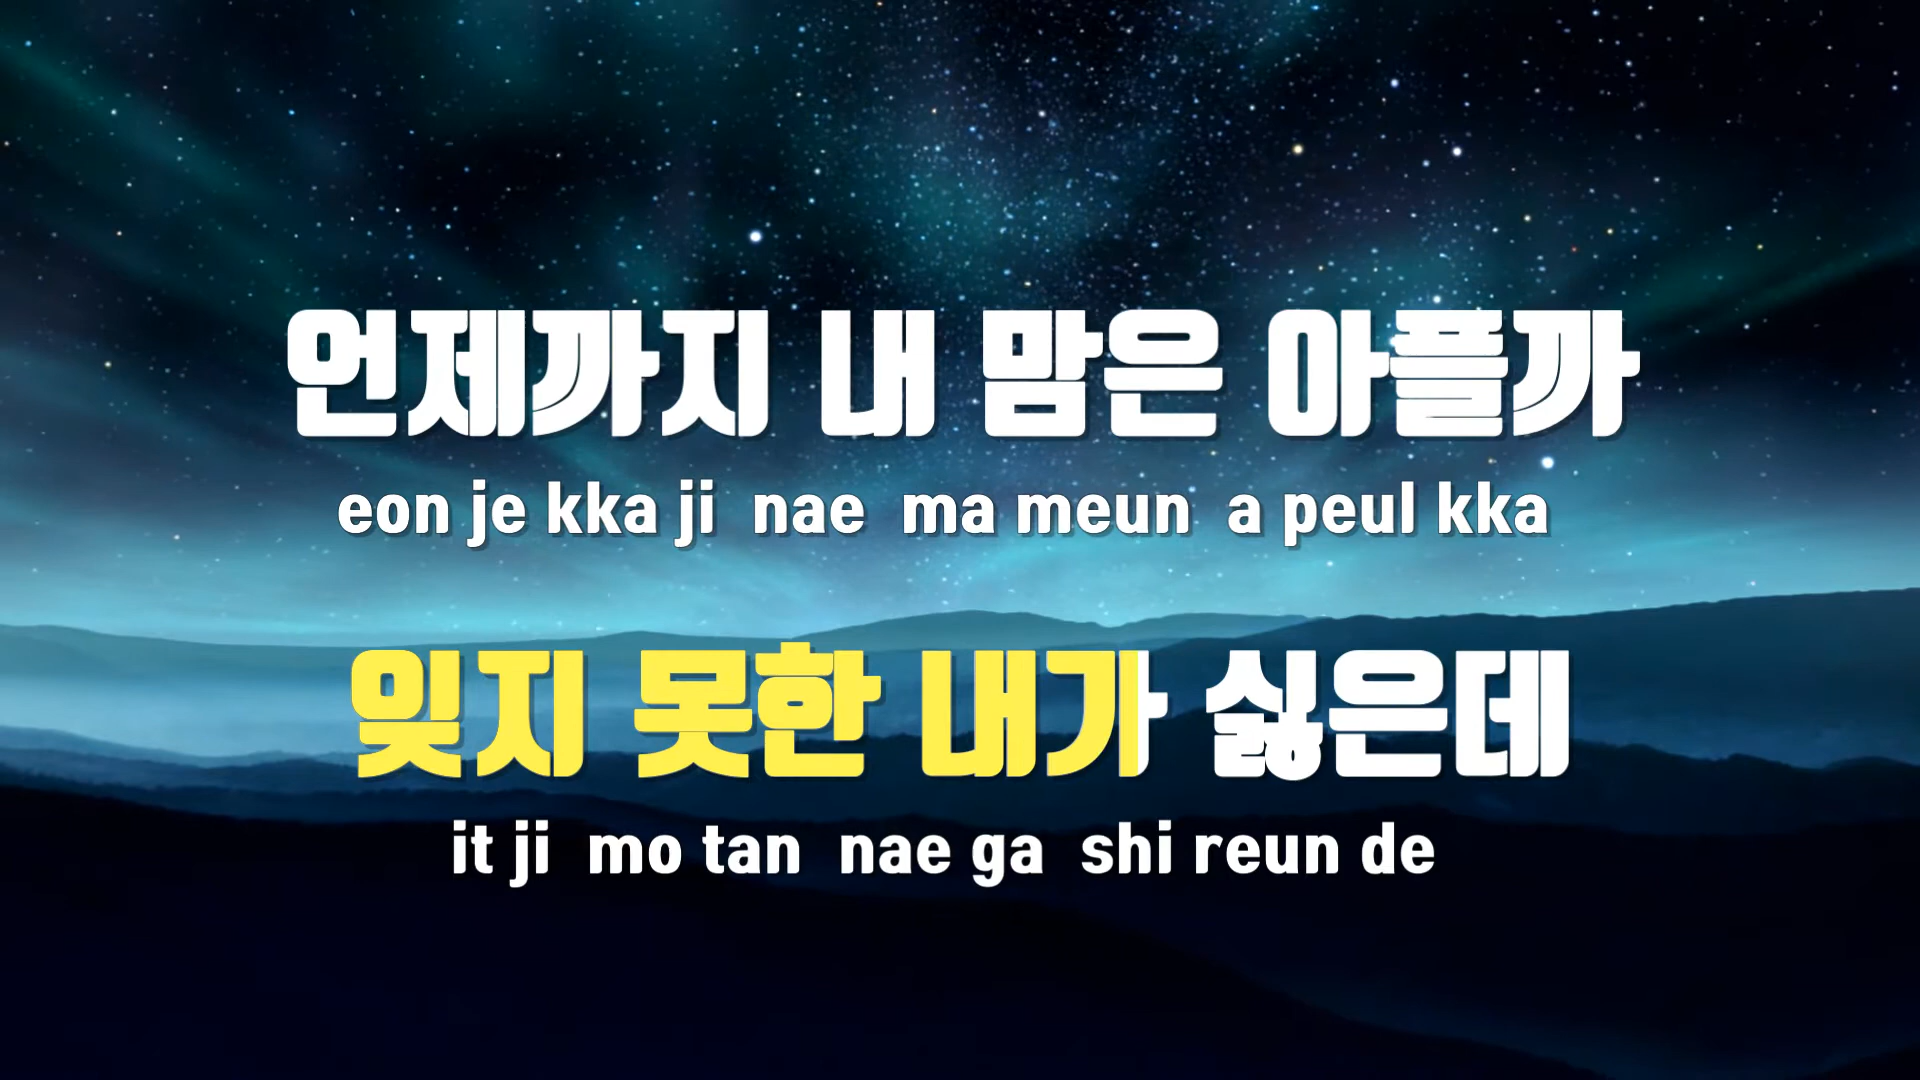 언제까지 내 맘은 아플까
eon je kka ji nae ma meun a peul kka
잊지 못한 내가 싫은데
it ji mo tan nae ga shi reun de